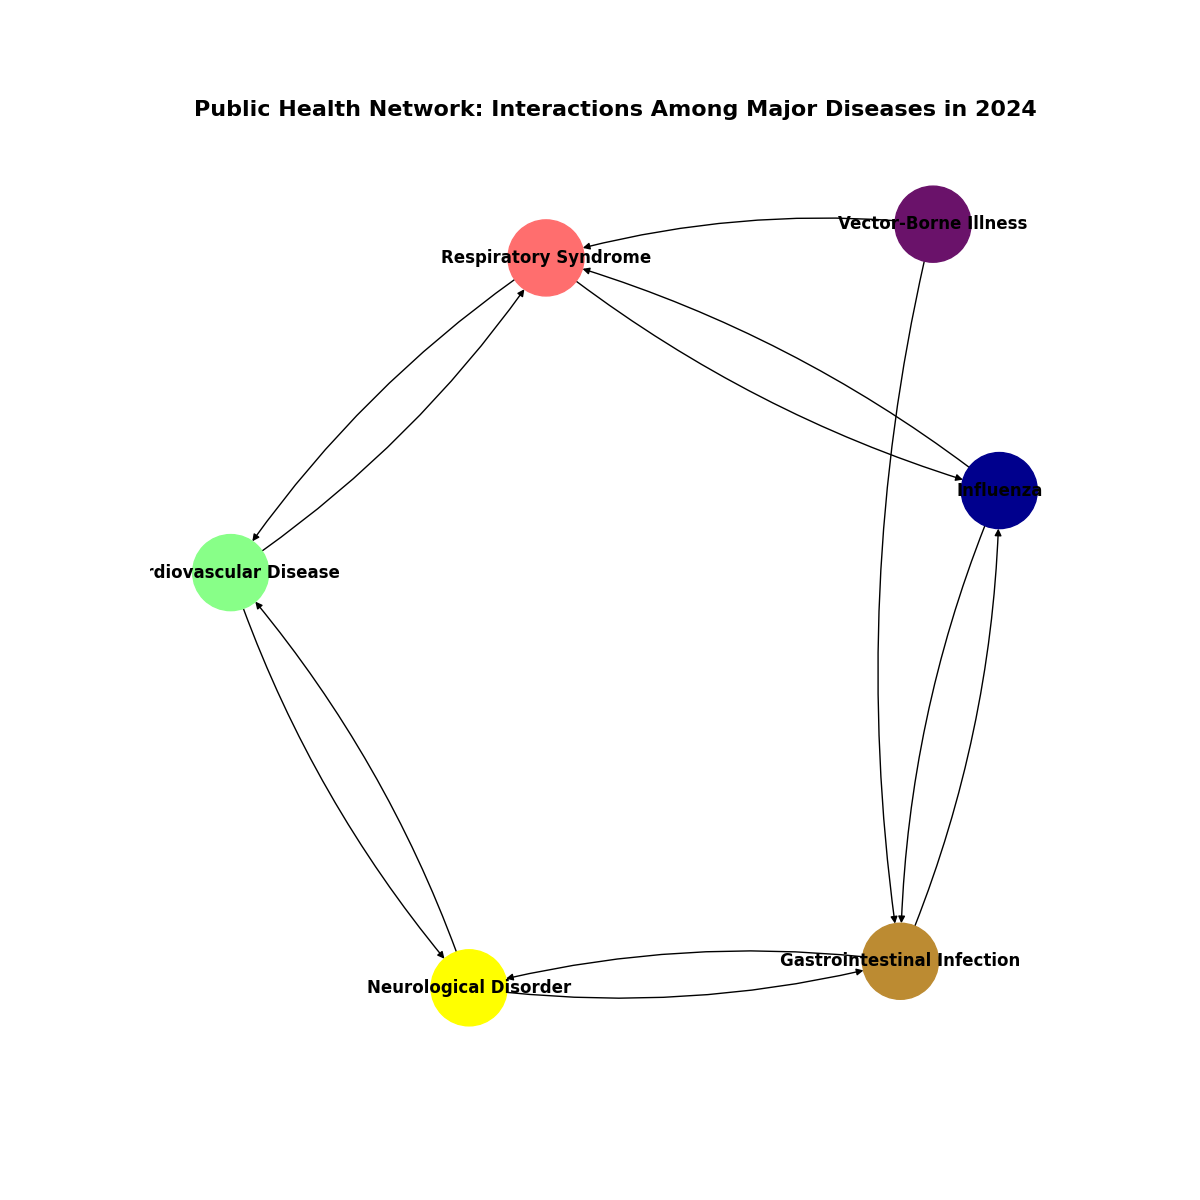 Public Health Network: Interactions Among Major Diseases in 2024
Vector-Borne Illness
Respiratory Syndrome
Influenza
rdiovascular Disease
Gastrointestinal Infection
Neurological Disorder